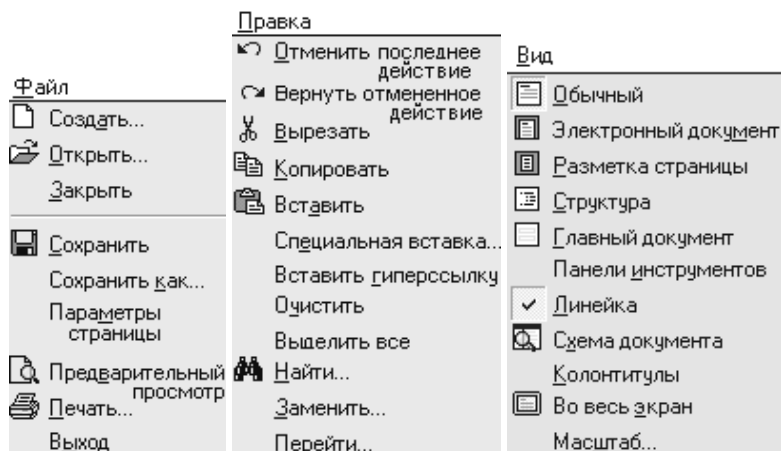 Файл
Создать...
Открыть...
Закрыть
Сохранить
Сохранить как...
Параметры
страницы
Предварительный
просмотр
Печать...
Выход
Правка
Отменить последнее
действие
Вернуть отмененное
действие
Вырезать
Копировать
Вставить
Специальная вставка...
Вставить гиперссылку
Очистить
Выделить все
Найти...
Заменить...
Перейти...
Вид
Обычный
Электронный документ
Разметка страницы
Структура
Главный документ
Панели инструментов
Линейка
Схема документа
Колонтитулы
Во весь экран
Масштаб...